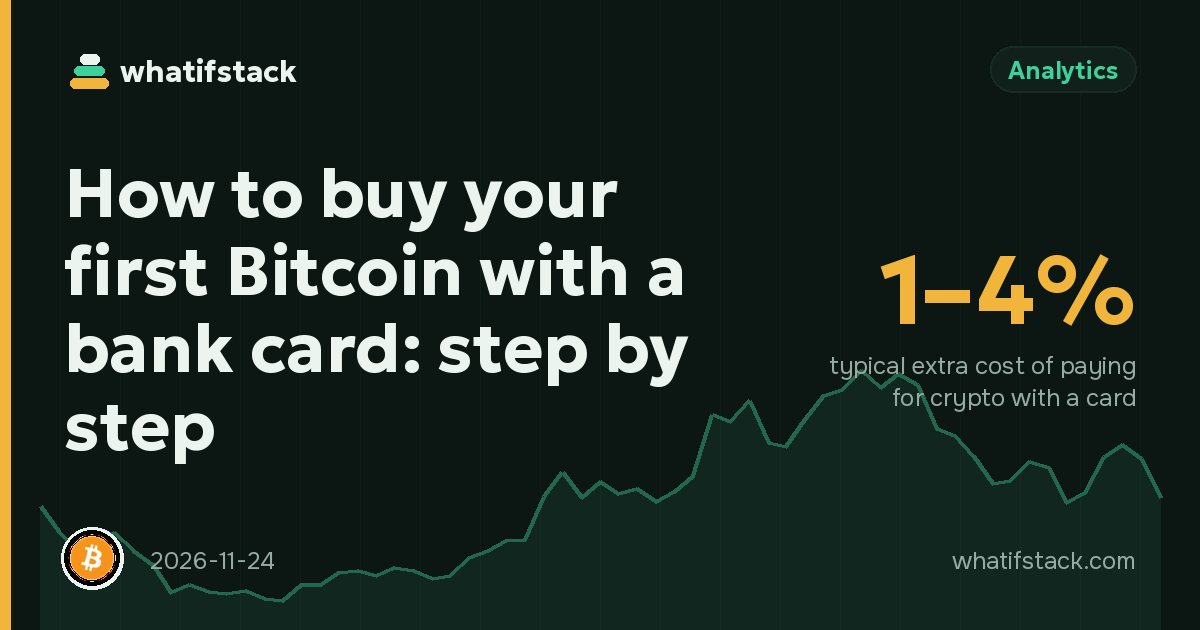 whatifstack
Analytics
How to buy your
first Bitcoin with a
bank card: step by
step
1–4%
typical extra cost of paying
for crypto with a card
2026-11-24
whatifstack.com